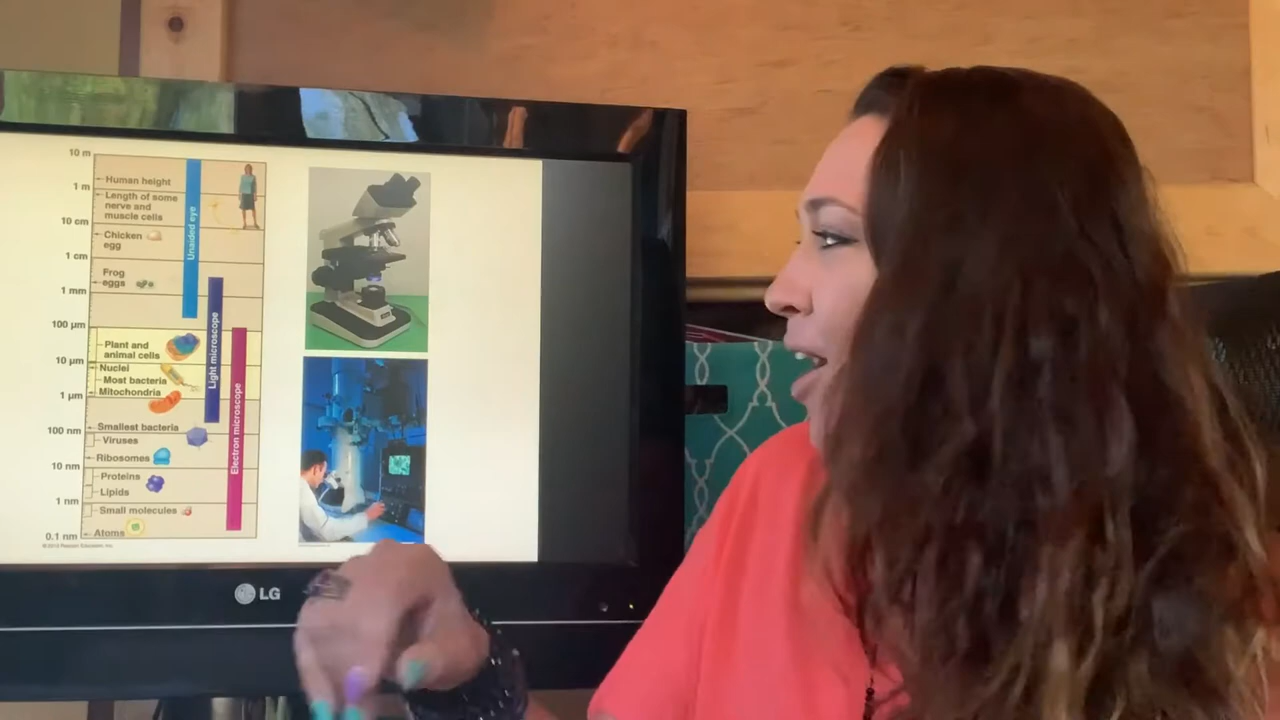 10 m
Human height
1 m
Length of some
nerve and
muscle cells
10 cm
Chicken
egg
1 cm
Frog
eggs
1 mm
100 µm
Plant and
animal cells
10 µm
Nuclei
Most bacteria
Mitochondria
1 µm
Smallest bacteria
100 nm
Viruses
Ribosomes
10 nm
Proteins
Lipids
1 nm
Small molecules
Atoms
0.1 nm
Unaided eye
Light microscope
Electron microscope
LG